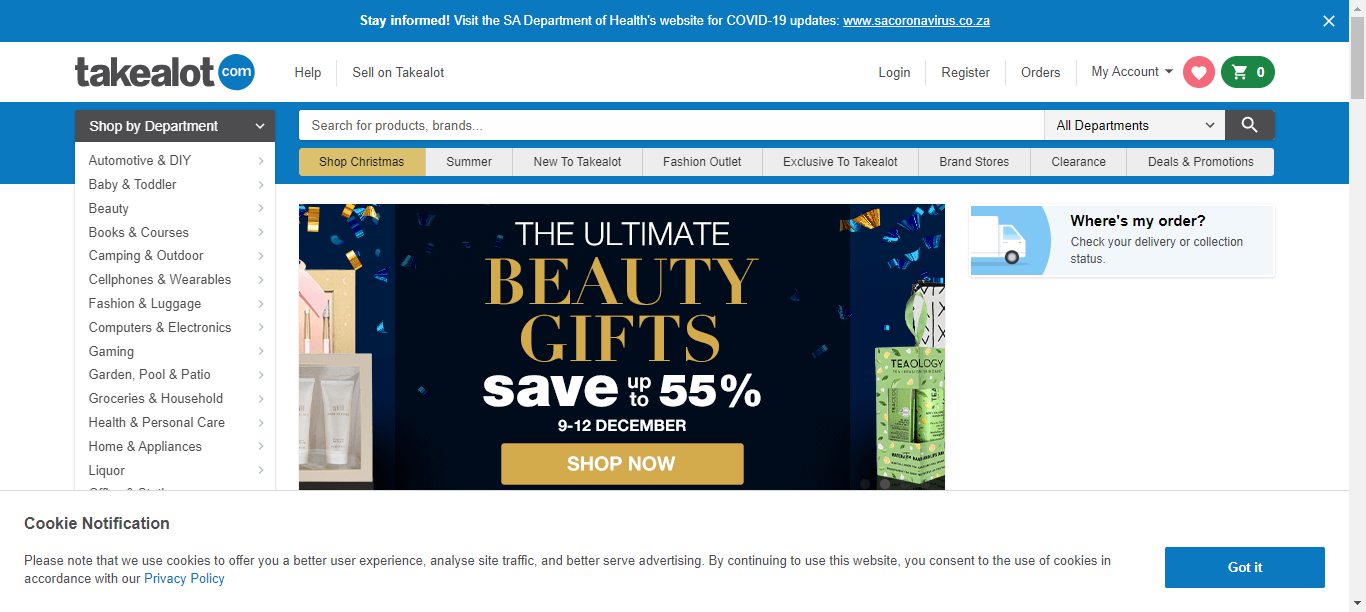 Stay informed! Visit the SA Department of Health's website for COVID-19 updates: www.sacoronavirus.co.za
takealot com
Help
Sell on Takealot
Login
Register
Orders
My Account
0
Shop by Department
Search for products, brands...
All Departments
Shop Christmas
Summer
New To Takealot
Fashion Outlet
Exclusive To Takealot
Brand Stores
Clearance
Deals & Promotions
Automotive & DIY
Baby & Toddler
Beauty
Books & Courses
Camping & Outdoor
Cellphones & Wearables
Fashion & Luggage
Computers & Electronics
Gaming
Garden, Pool & Patio
Groceries & Household
Health & Personal Care
Home & Appliances
Liquor
THE ULTIMATE
BEAUTY
GIFTS
save up to 55%
9-12 DECEMBER
SHOP NOW
TEAOLOGY
Where's my order?
Check your delivery or collection
status.
Cookie Notification
Please note that we use cookies to offer you a better user experience, analyse site traffic, and better serve advertising. By continuing to use this website, you consent to the use of cookies in
accordance with our Privacy Policy
Got it